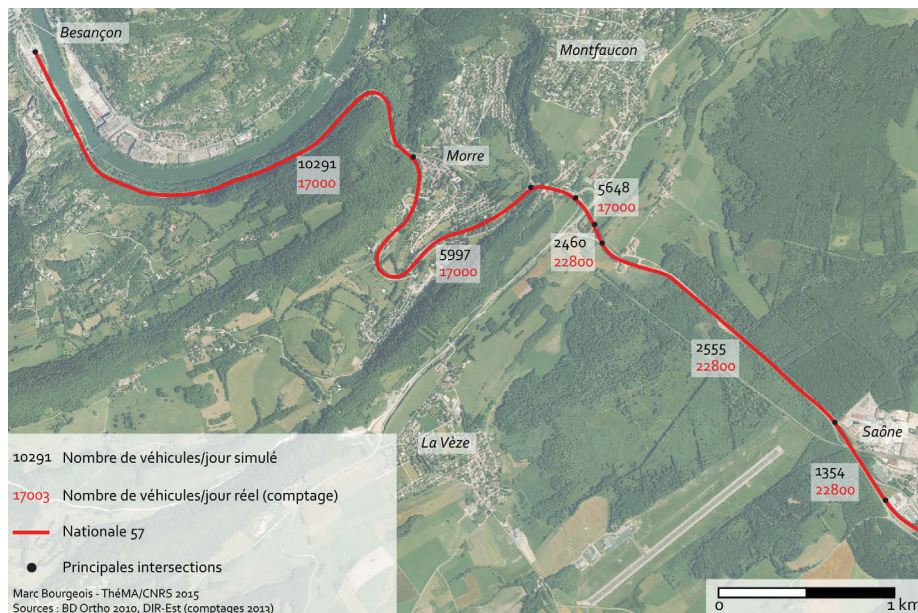 Besançon
Montfaucon
10291
17000
Morre
5648
17000
5997
17000
2460
22800
2555
22800
La Vèze
Saône
1354
22800
10291 Nombre de véhicules/jour simulé
17003 Nombre de véhicules/jour réel (comptage)
Nationale 57
Principales intersections
Marc Bourgeois - ThéMA/CNRS 2015
Sources : BD Ortho 2010, DIR-Est (comptages 2013)
0 1 km